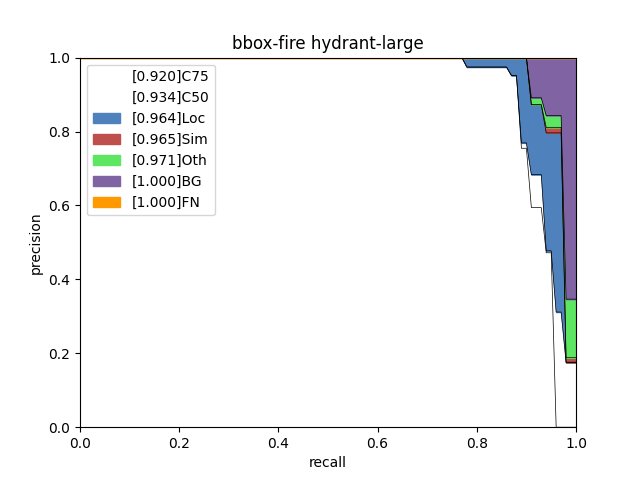 bbox-fire hydrant-large
[0.920]C75
[0.934]C50
[0.964]Loc
[0.965]Sim
[0.971]Oth
[1.000]BG
[1.000]FN
precision
1.0
0.8
0.6
0.4
0.2
0.0
0.0 0.2 0.4 0.6 0.8 1.0
recall